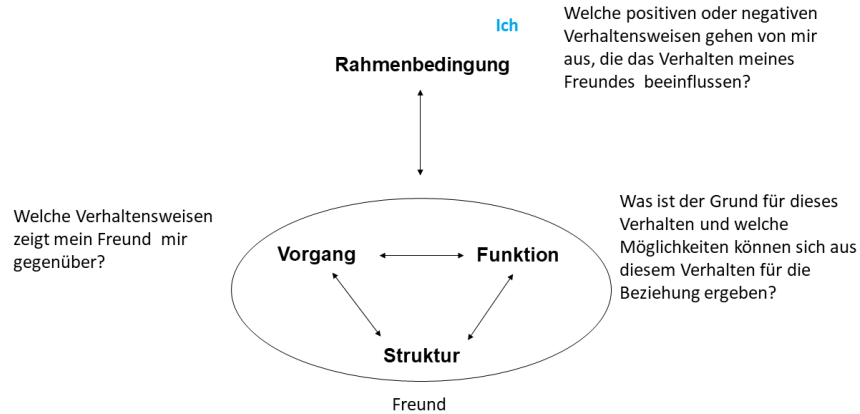 Ich
Welche positiven oder negativen
Verhaltensweisen gehen von mir
aus, die das Verhalten meines
Freundes beeinflussen?
Rahmenbedingung
Welche Verhaltensweisen
zeigt mein Freund mir
gegenüber?
Was ist der Grund für dieses
Verhalten und welche
Möglichkeiten können sich aus
diesem Verhalten für die
Beziehung ergeben?
Vorgang
Funktion
Struktur
Freund